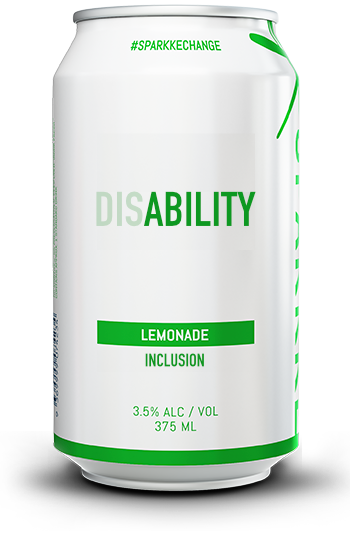 #SPARKKECHANGE
DISABILITY
LEMONADE
INCLUSION
3.5% ALC / VOL
375 ML